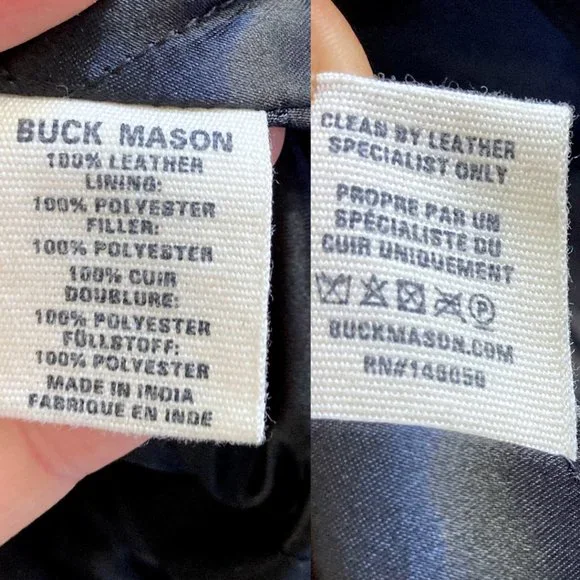 BUCK MASON
100% LEATHER
LINING:
100% POLYESTER
FILLER:
100% POLYESTER
100% CUIR
DOUBLURE:
100% POLYESTER
FÜLLSTOFF:
100% POLYESTER
MADE IN INDIA
FABRIQUE EN INDE
CLEAN BY LEATHER
SPECIALIST ONLY
PROPRE PAR UN
SPÉCIALISTE DU
CUIR UNIQUEMENT
P
BUCKMASON.COM